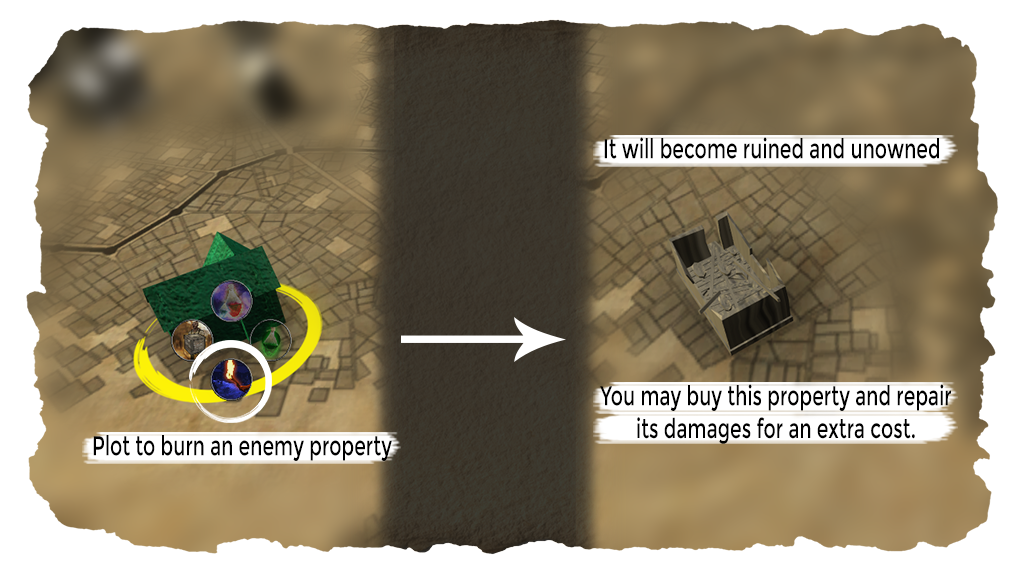 Plot to burn an enemy property
It will become ruined and unowned
You may buy this property and repair
its damages for an extra cost.